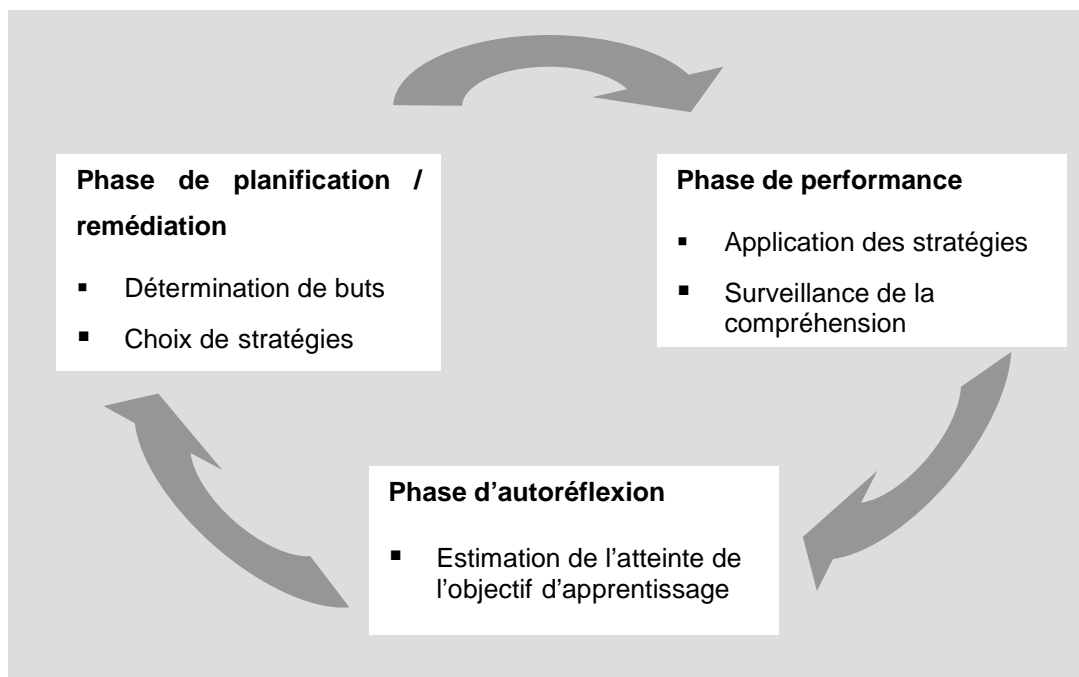 Phase de planification /
remédiation
▪ Détermination de buts
▪ Choix de stratégies
Phase de performance
▪ Application des stratégies
▪ Surveillance de la
compréhension
Phase d’autoréflexion
▪ Estimation de l’atteinte de
l’objectif d’apprentissage